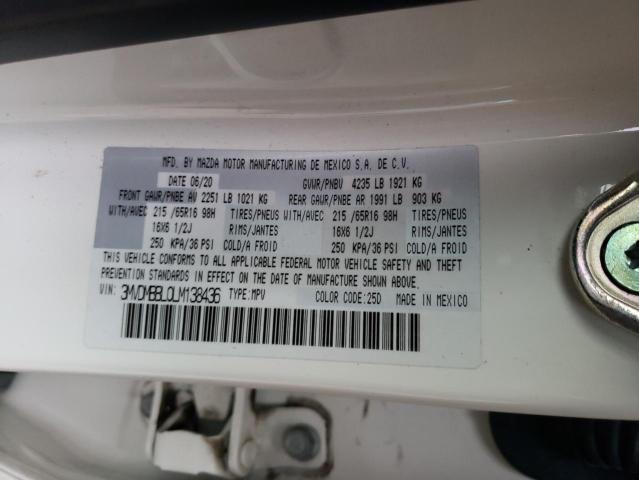 MFD. BY MAZDA MOTOR MANUFACTURING DE MEXICO S.A. DE C.V.
DATE 06/20 GVWR/PNBV 4235 LB 1921 KG
FRONT GAWR/PNBE AV 2251 LB 1021 KG REAR GAWR/PNBE AR 1991 LB 903 KG
WITH/AVEC 215 /65R16 98H TIRES/PNEUS WITH/AVEC 215 /65R16 98H TIRES/PNEUS
16X6 1/2J RIMS/JANTES 16X6 1/2J RIMS/JANTES
250 KPA/36 PSI COLD/A FROID 250 KPA/36 PSI COLD/A FROID
THIS VEHICLE CONFORMS TO ALL APPLICABLE FEDERAL MOTOR VEHICLE SAFETY AND THEFT
PREVENTION STANDARDS IN EFFECT ON THE DATE OF MANUFACTURE SHOWN ABOVE.
VIN: 3MVDMBBL0LM138436 TYPE:MPV COLOR CODE:25D MADE IN MEXICO